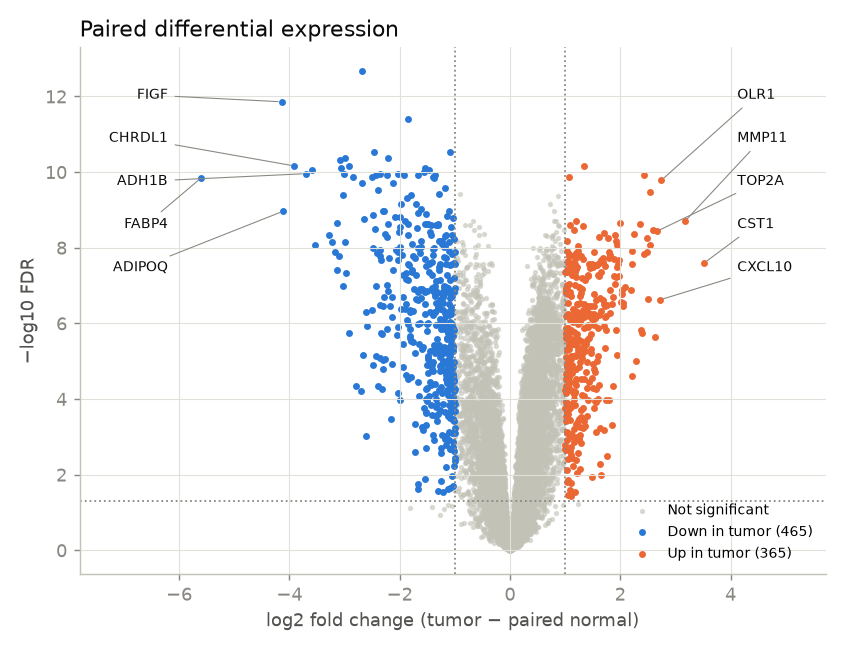 Paired differential expression
FIGF
CHRDL1
ADH1B
FABP4
ADIPOQ
OLR1
MMP11
TOP2A
CST1
CXCL10
−log10 FDR
12
10
8
6
4
2
0
−6
−4
−2
0
2
4
log2 fold change (tumor − paired normal)
Not significant
Down in tumor (465)
Up in tumor (365)